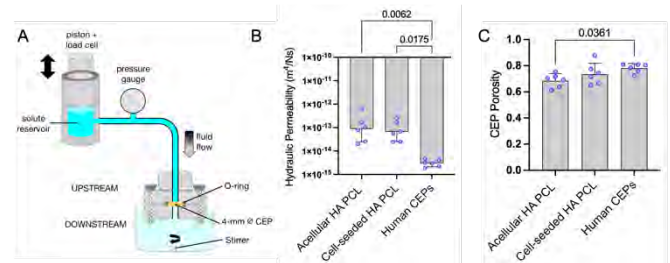 A
piston +
load cell
pressure
gauge
solute
reservoir
fluid
flow
UPSTREAM
O-ring
DOWNSTREAM
4-mm Ø CEP
Stirrer
B
0.0062
0.0175
Hydraulic Permeability (m⁴/Ns)
1×10⁻¹⁰
1×10⁻¹¹
1×10⁻¹²
1×10⁻¹³
1×10⁻¹⁴
1×10⁻¹⁵
Acellular HA PCL
Cell-seeded HA PCL
Human CEPs
C
0.0361
CEP Porosity
1.0
0.8
0.6
0.4
0.2
0.0
Acellular HA PCL
Cell-seeded HA PCL
Human CEPs